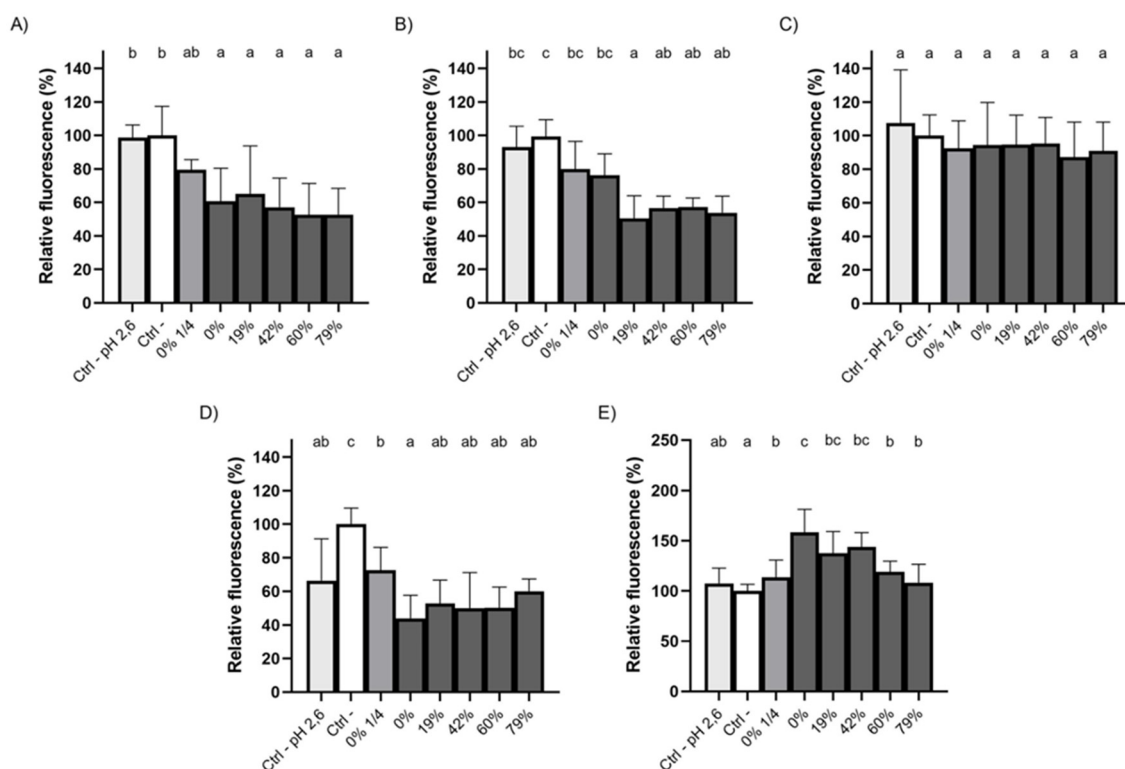 A)
b b ab a a a a a
Relative fluorescence (%)
140
120
100
80
60
40
20
0
Ctrl - pH 2,6
Ctrl -
0% 1/4
0%
19%
42%
60%
79%
B)
bc c bc bc a ab ab ab
Relative fluorescence (%)
140
120
100
80
60
40
20
0
Ctrl - pH 2,6
Ctrl -
0% 1/4
0%
19%
42%
60%
79%
C)
a a a a a a a a
Relative fluorescence (%)
140
120
100
80
60
40
20
0
Ctrl - pH 2,6
Ctrl -
0% 1/4
0%
19%
42%
60%
79%
D)
ab c b a ab ab ab ab
Relative fluorescence (%)
140
120
100
80
60
40
20
0
Ctrl - pH 2,6
Ctrl -
0% 1/4
0%
19%
42%
60%
79%
E)
ab a b c bc bc b b
Relative fluorescence (%)
250
200
150
100
50
0
Ctrl - pH 2,6
Ctrl -
0% 1/4
0%
19%
42%
60%
79%